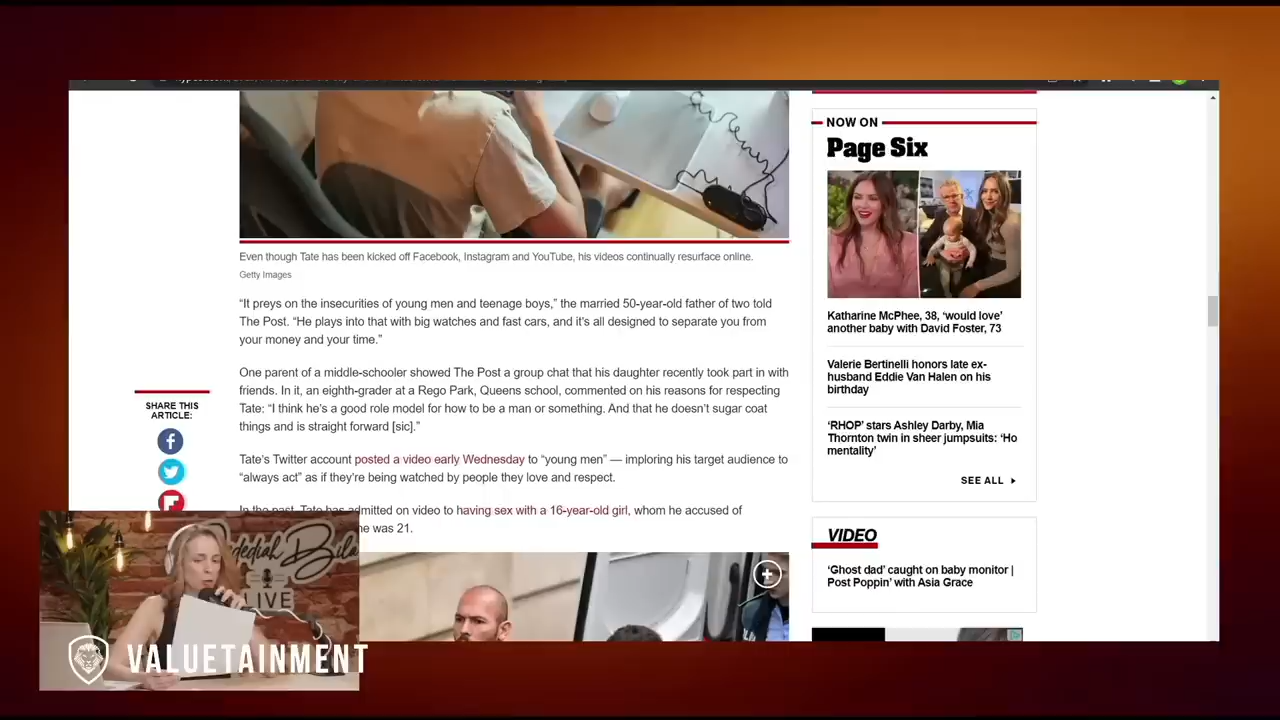 NOW ON
Page Six
Katharine McPhee, 38, ‘would love’
another baby with David Foster, 73
Valerie Bertinelli honors late ex-
husband Eddie Van Halen on his
birthday
‘RHOP’ stars Ashley Darby, Mia
Thornton twin in sheer jumpsuits: ‘Ho
mentality’
SEE ALL
VIDEO
‘Ghost dad’ caught on baby monitor |
Post Poppin’ with Asia Grace
Even though Tate has been kicked off Facebook, Instagram and YouTube, his videos continually resurface online.
Getty Images
“It preys on the insecurities of young men and teenage boys,” the married 50-year-old father of two told
The Post. “He plays into that with big watches and fast cars, and it’s all designed to separate you from
your money and your time.”
One parent of a middle-schooler showed The Post a group chat that his daughter recently took part in with
friends. In it, an eighth-grader at a Rego Park, Queens school, commented on his reasons for respecting
Tate: “I think he’s a good role model for how to be a man or something. And that he doesn’t sugar coat
things and is straight forward [sic].”
Tate’s Twitter account posted a video early Wednesday to “young men” — imploring his target audience to
“always act” as if they’re being watched by people they love and respect.
In the past, Tate has admitted on video to having sex with a 16-year-old girl, whom he accused of
he was 21.
SHARE THIS
ARTICLE:
Jedediah Bila
LIVE
VALUETAINMENT